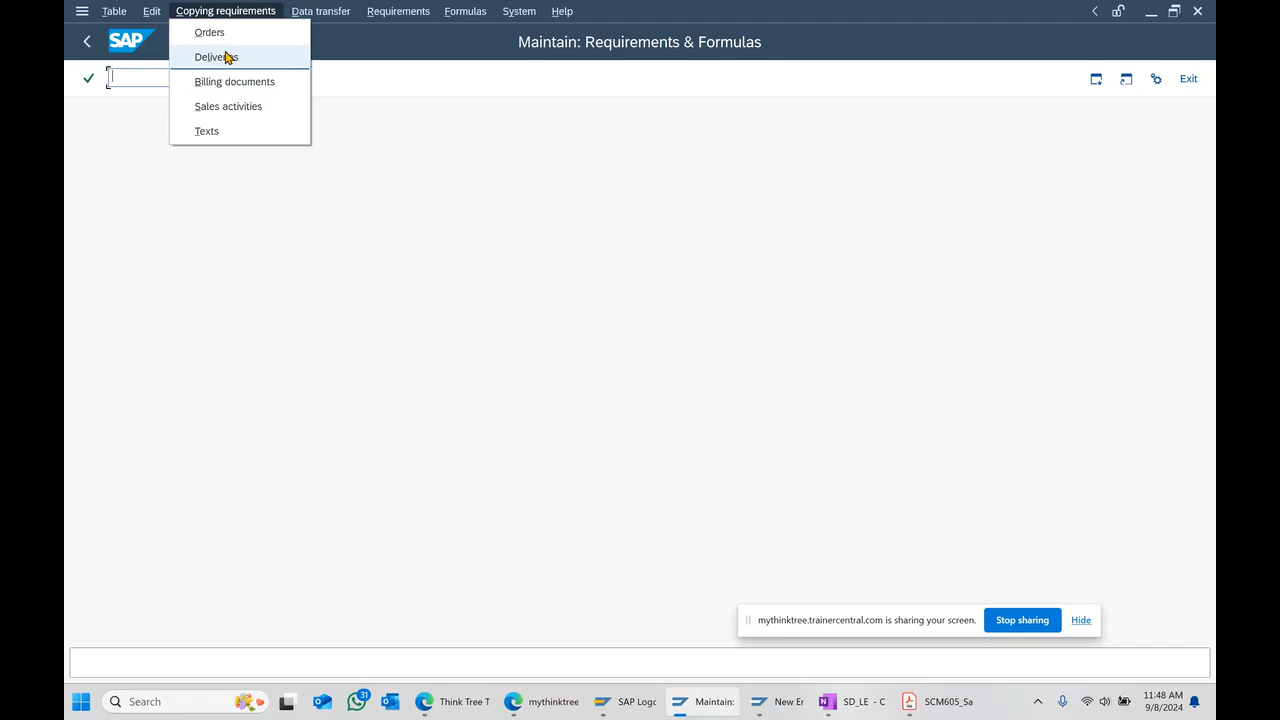 Table Edit Copying requirements Data transfer Requirements Formulas System Help
SAP
Maintain: Requirements & Formulas
Orders
Deliveries
Billing documents
Sales activities
Texts
Exit
mythinktree.trainercentral.com is sharing your screen. Stop sharing Hide
Search
31
Think Tree T
mythinktree
SAP Logo
Maintain:
New Er
SD_LE - C
SCM605_Sa
11:48 AM
9/8/2024